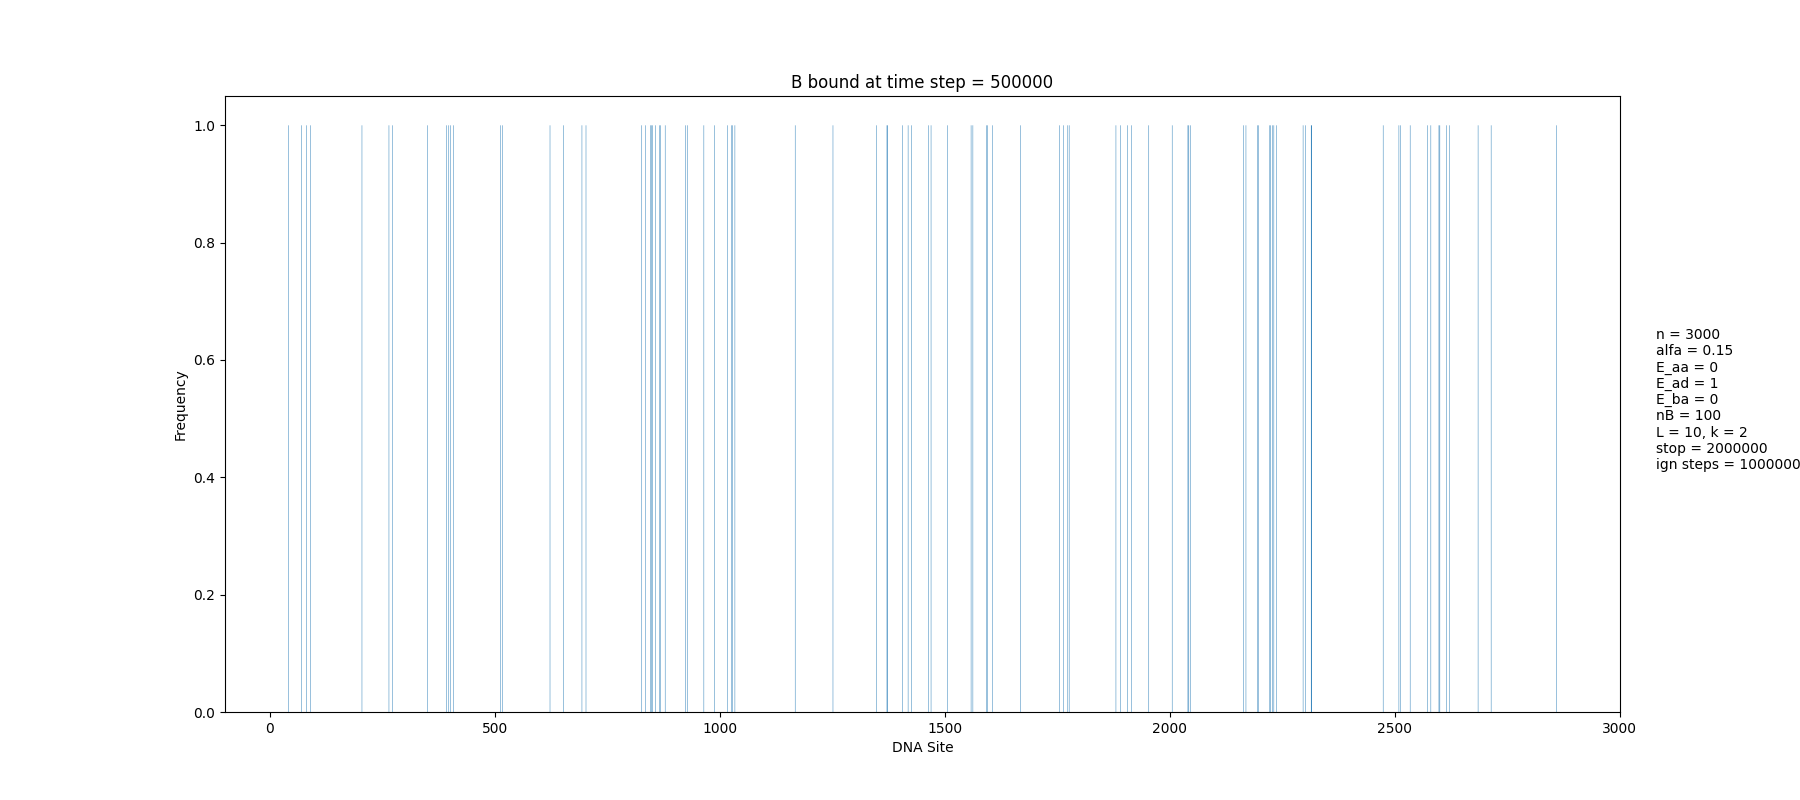 B bound at time step = 500000
1.0
0.8
0.6
0.4
0.2
0.0
Frequency
0 500 1000 1500 2000 2500 3000
DNA Site
n = 3000
alfa = 0.15
E_aa = 0
E_ad = 1
E_ba = 0
nB = 100
L = 10, k = 2
stop = 2000000
ign steps = 1000000